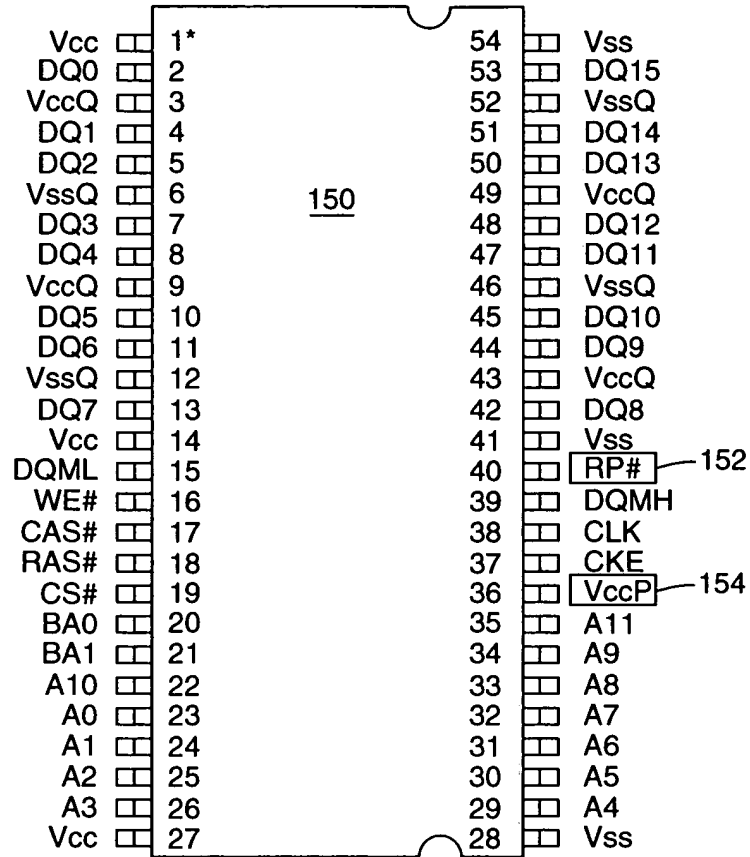 Vcc 1* 54 Vss
DQ0 2 53 DQ15
VccQ 3 52 VssQ
DQ1 4 51 DQ14
DQ2 5 50 DQ13
VssQ 6 150 49 VccQ
DQ3 7 48 DQ12
DQ4 8 47 DQ11
VccQ 9 46 VssQ
DQ5 10 45 DQ10
DQ6 11 44 DQ9
VssQ 12 43 VccQ
DQ7 13 42 DQ8
Vcc 14 41 Vss
DQML 15 40 RP# 152
WE# 16 39 DQMH
CAS# 17 38 CLK
RAS# 18 37 CKE
CS# 19 36 VccP 154
BA0 20 35 A11
BA1 21 34 A9
A10 22 33 A8
A0 23 32 A7
A1 24 31 A6
A2 25 30 A5
A3 26 29 A4
Vcc 27 28 Vss